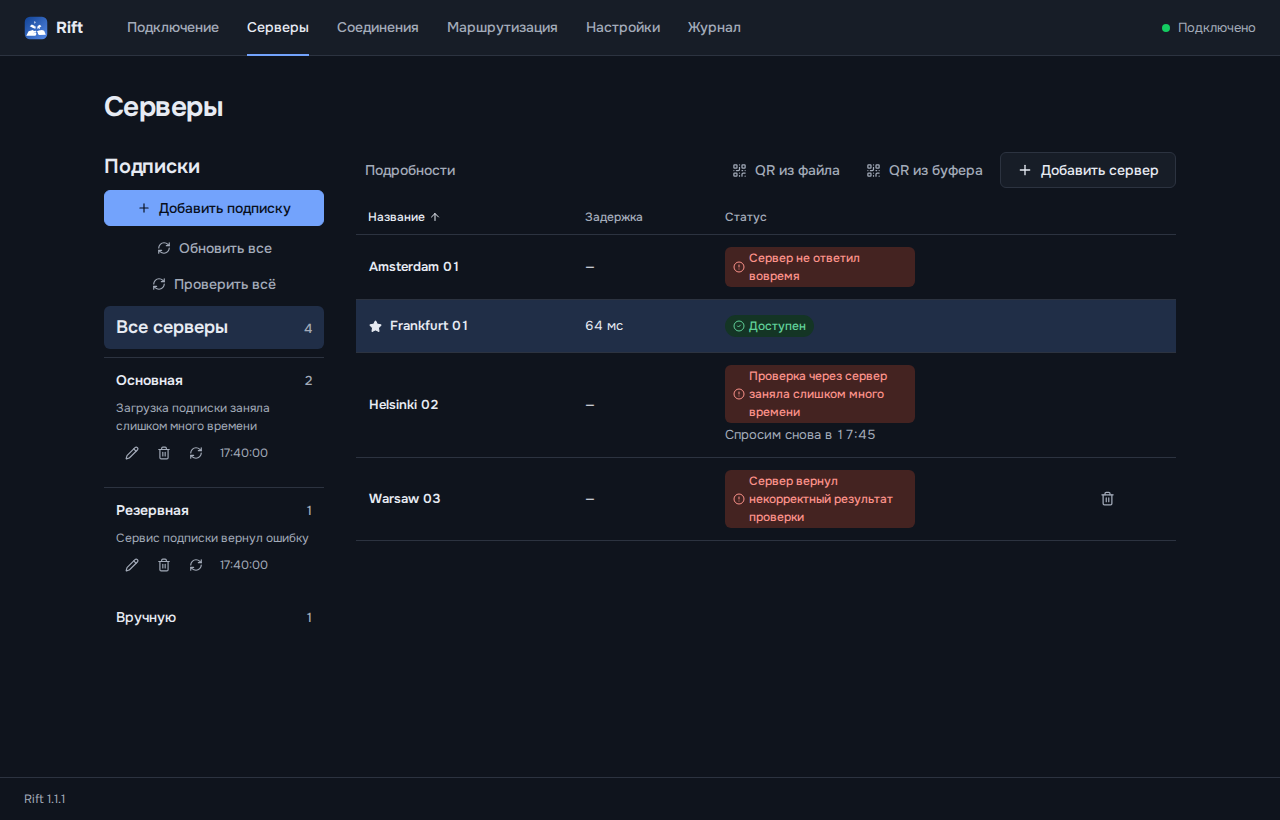 Rift
Подключение
Серверы
Соединения
Маршрутизация
Настройки
Журнал
Подключено
Серверы
Подписки
Добавить подписку
Обновить все
Проверить всё
Все серверы 4
Основная 2
Загрузка подписки заняла
слишком много времени
17:40:00
Резервная 1
Сервис подписки вернул ошибку
17:40:00
Вручную 1
Подробности
QR из файла
QR из буфера
Добавить сервер
Название ↑ Задержка Статус
Amsterdam 01 — Сервер не ответил
вовремя
Frankfurt 01 64 мс Доступен
Helsinki 02 — Проверка через сервер
заняла слишком много
времени
Спросим снова в 17:45
Warsaw 03 — Сервер вернул
некорректный результат
проверки
Rift 1.1.1